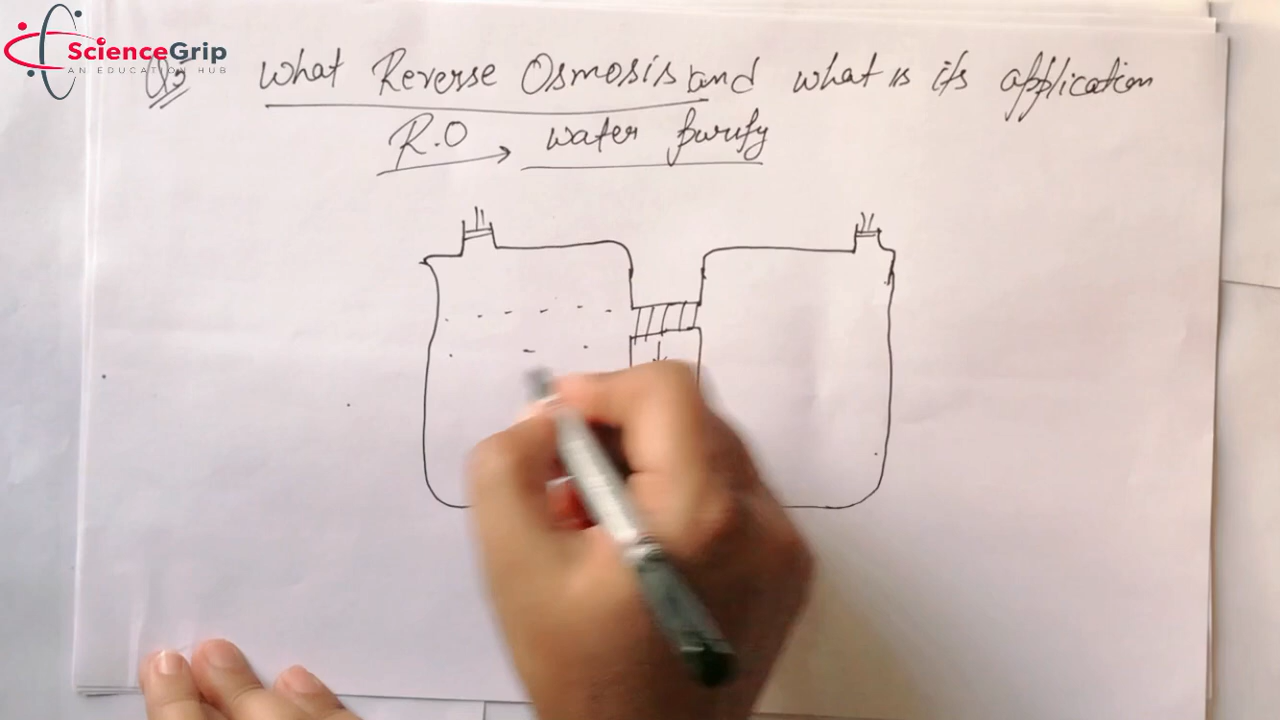 ScienceGrip
AN EDUCATION HUB
Q: What Reverse Osmosis and what is its application
R.O → water purify